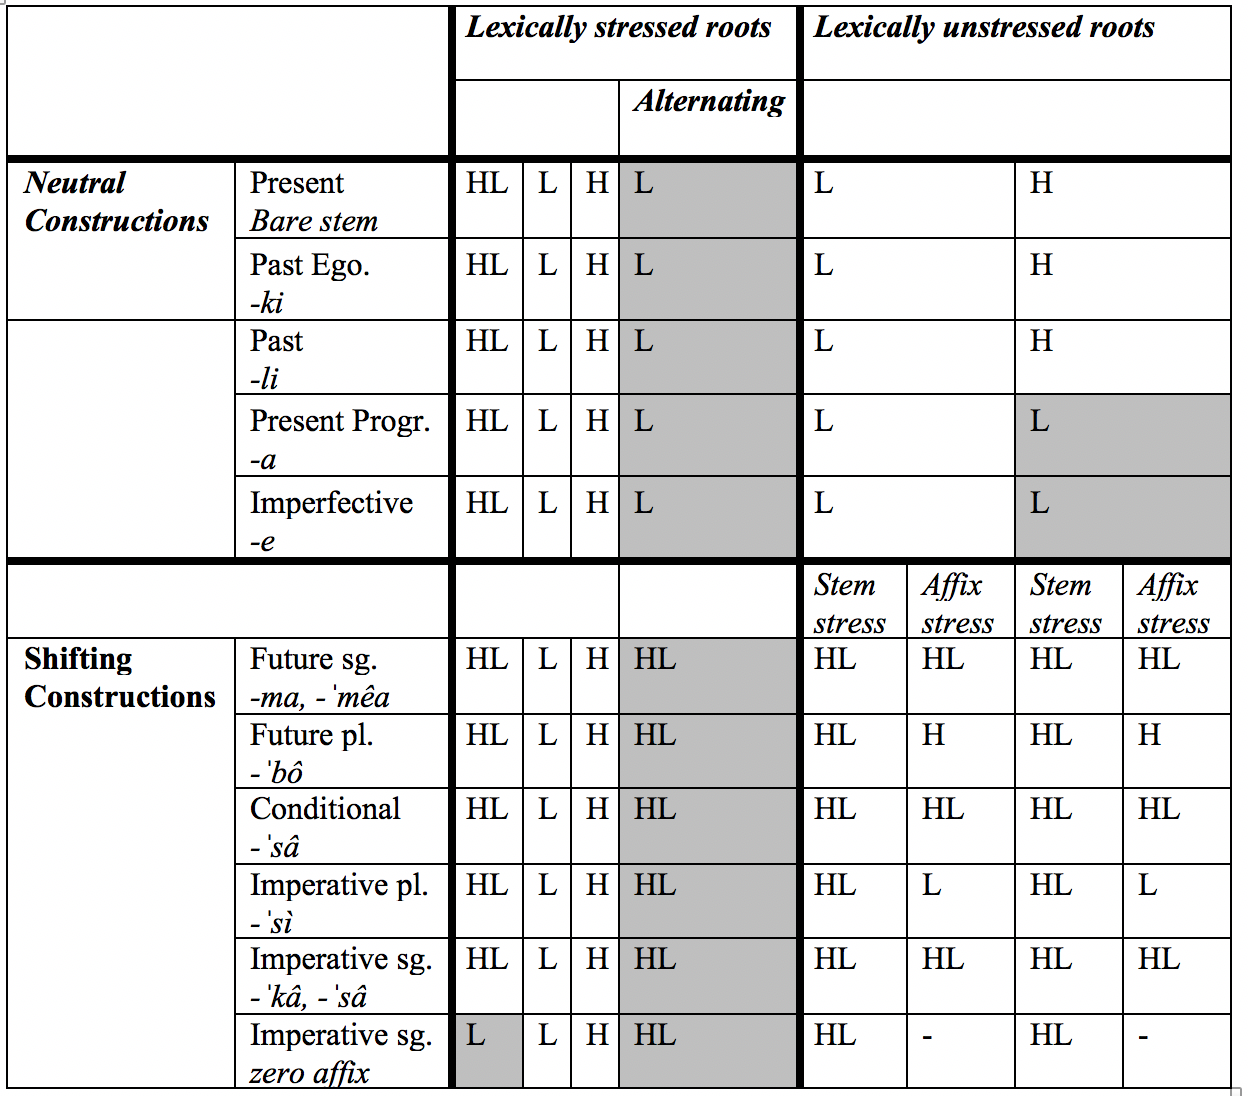 Lexically stressed roots Lexically unstressed roots
Alternating
Neutral Present HL L H L L H
Constructions Bare stem
Past Ego. HL L H L L H
-ki
Past HL L H L L H
-li
Present Progr. HL L H L L L
-a
Imperfective HL L H L L L
-e
Stem Affix Stem Affix
stress stress stress stress
Shifting Future sg. HL L H HL HL HL HL HL
Constructions -ma, -ˈmêa
Future pl. HL L H HL HL H HL H
-ˈbô
Conditional HL L H HL HL HL HL HL
-ˈsâ
Imperative pl. HL L H HL HL L HL L
-ˈsì
Imperative sg. HL L H HL HL HL HL HL
-ˈkâ, -ˈsâ
Imperative sg. L L H HL HL - HL -
zero affix